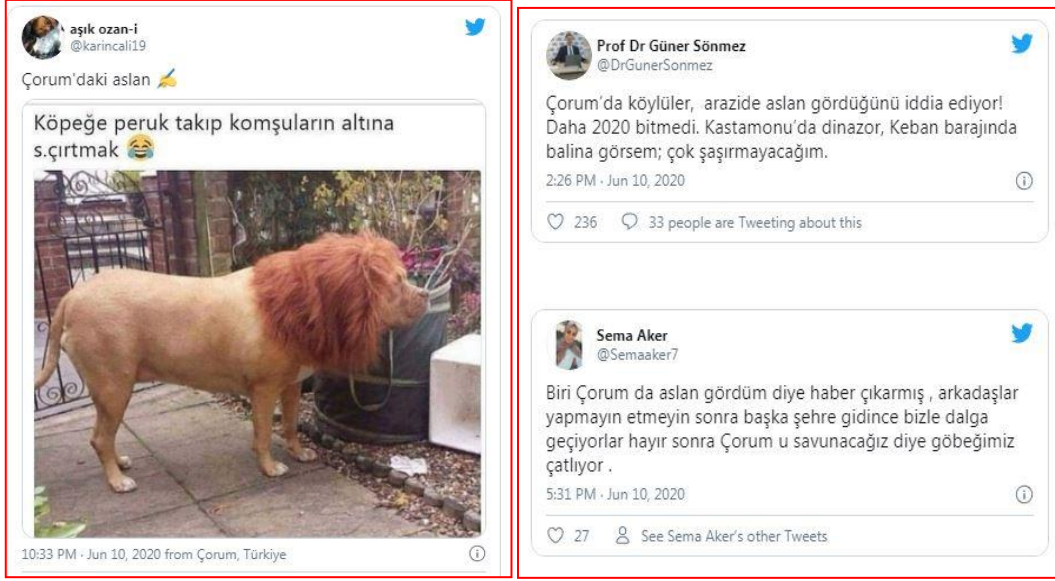 aşık ozan-i
@karincali19
Çorum'daki aslan ✍️
Köpeğe peruk takıp komşuların altına
s.çırtmak 😂
10:33 PM · Jun 10, 2020 from Çorum, Türkiye
Prof Dr Güner Sönmez
@DrGunerSonmez
Çorum'da köylüler, arazide aslan gördüğünü iddia ediyor!
Daha 2020 bitmedi. Kastamonu'da dinazor, Keban barajında
balina görsem; çok şaşırmayacağım.
2:26 PM · Jun 10, 2020
236 33 people are Tweeting about this
Sema Aker
@Semaaker7
Biri Çorum da aslan gördüm diye haber çıkarmış , arkadaşlar
yapmayın etmeyin sonra başka şehre gidince bizle dalga
geçiyorlar hayır sonra Çorum u savunacağız diye göbeğimiz
çatlıyor .
5:31 PM · Jun 10, 2020
27 See Sema Aker's other Tweets